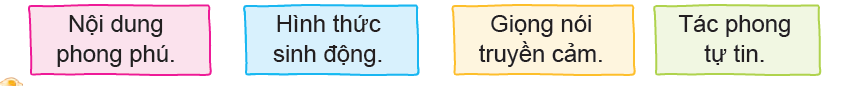 Nội dung
phong phú.
Hình thức
sinh động.
Giọng nói
truyền cảm.
Tác phong
tự tin.